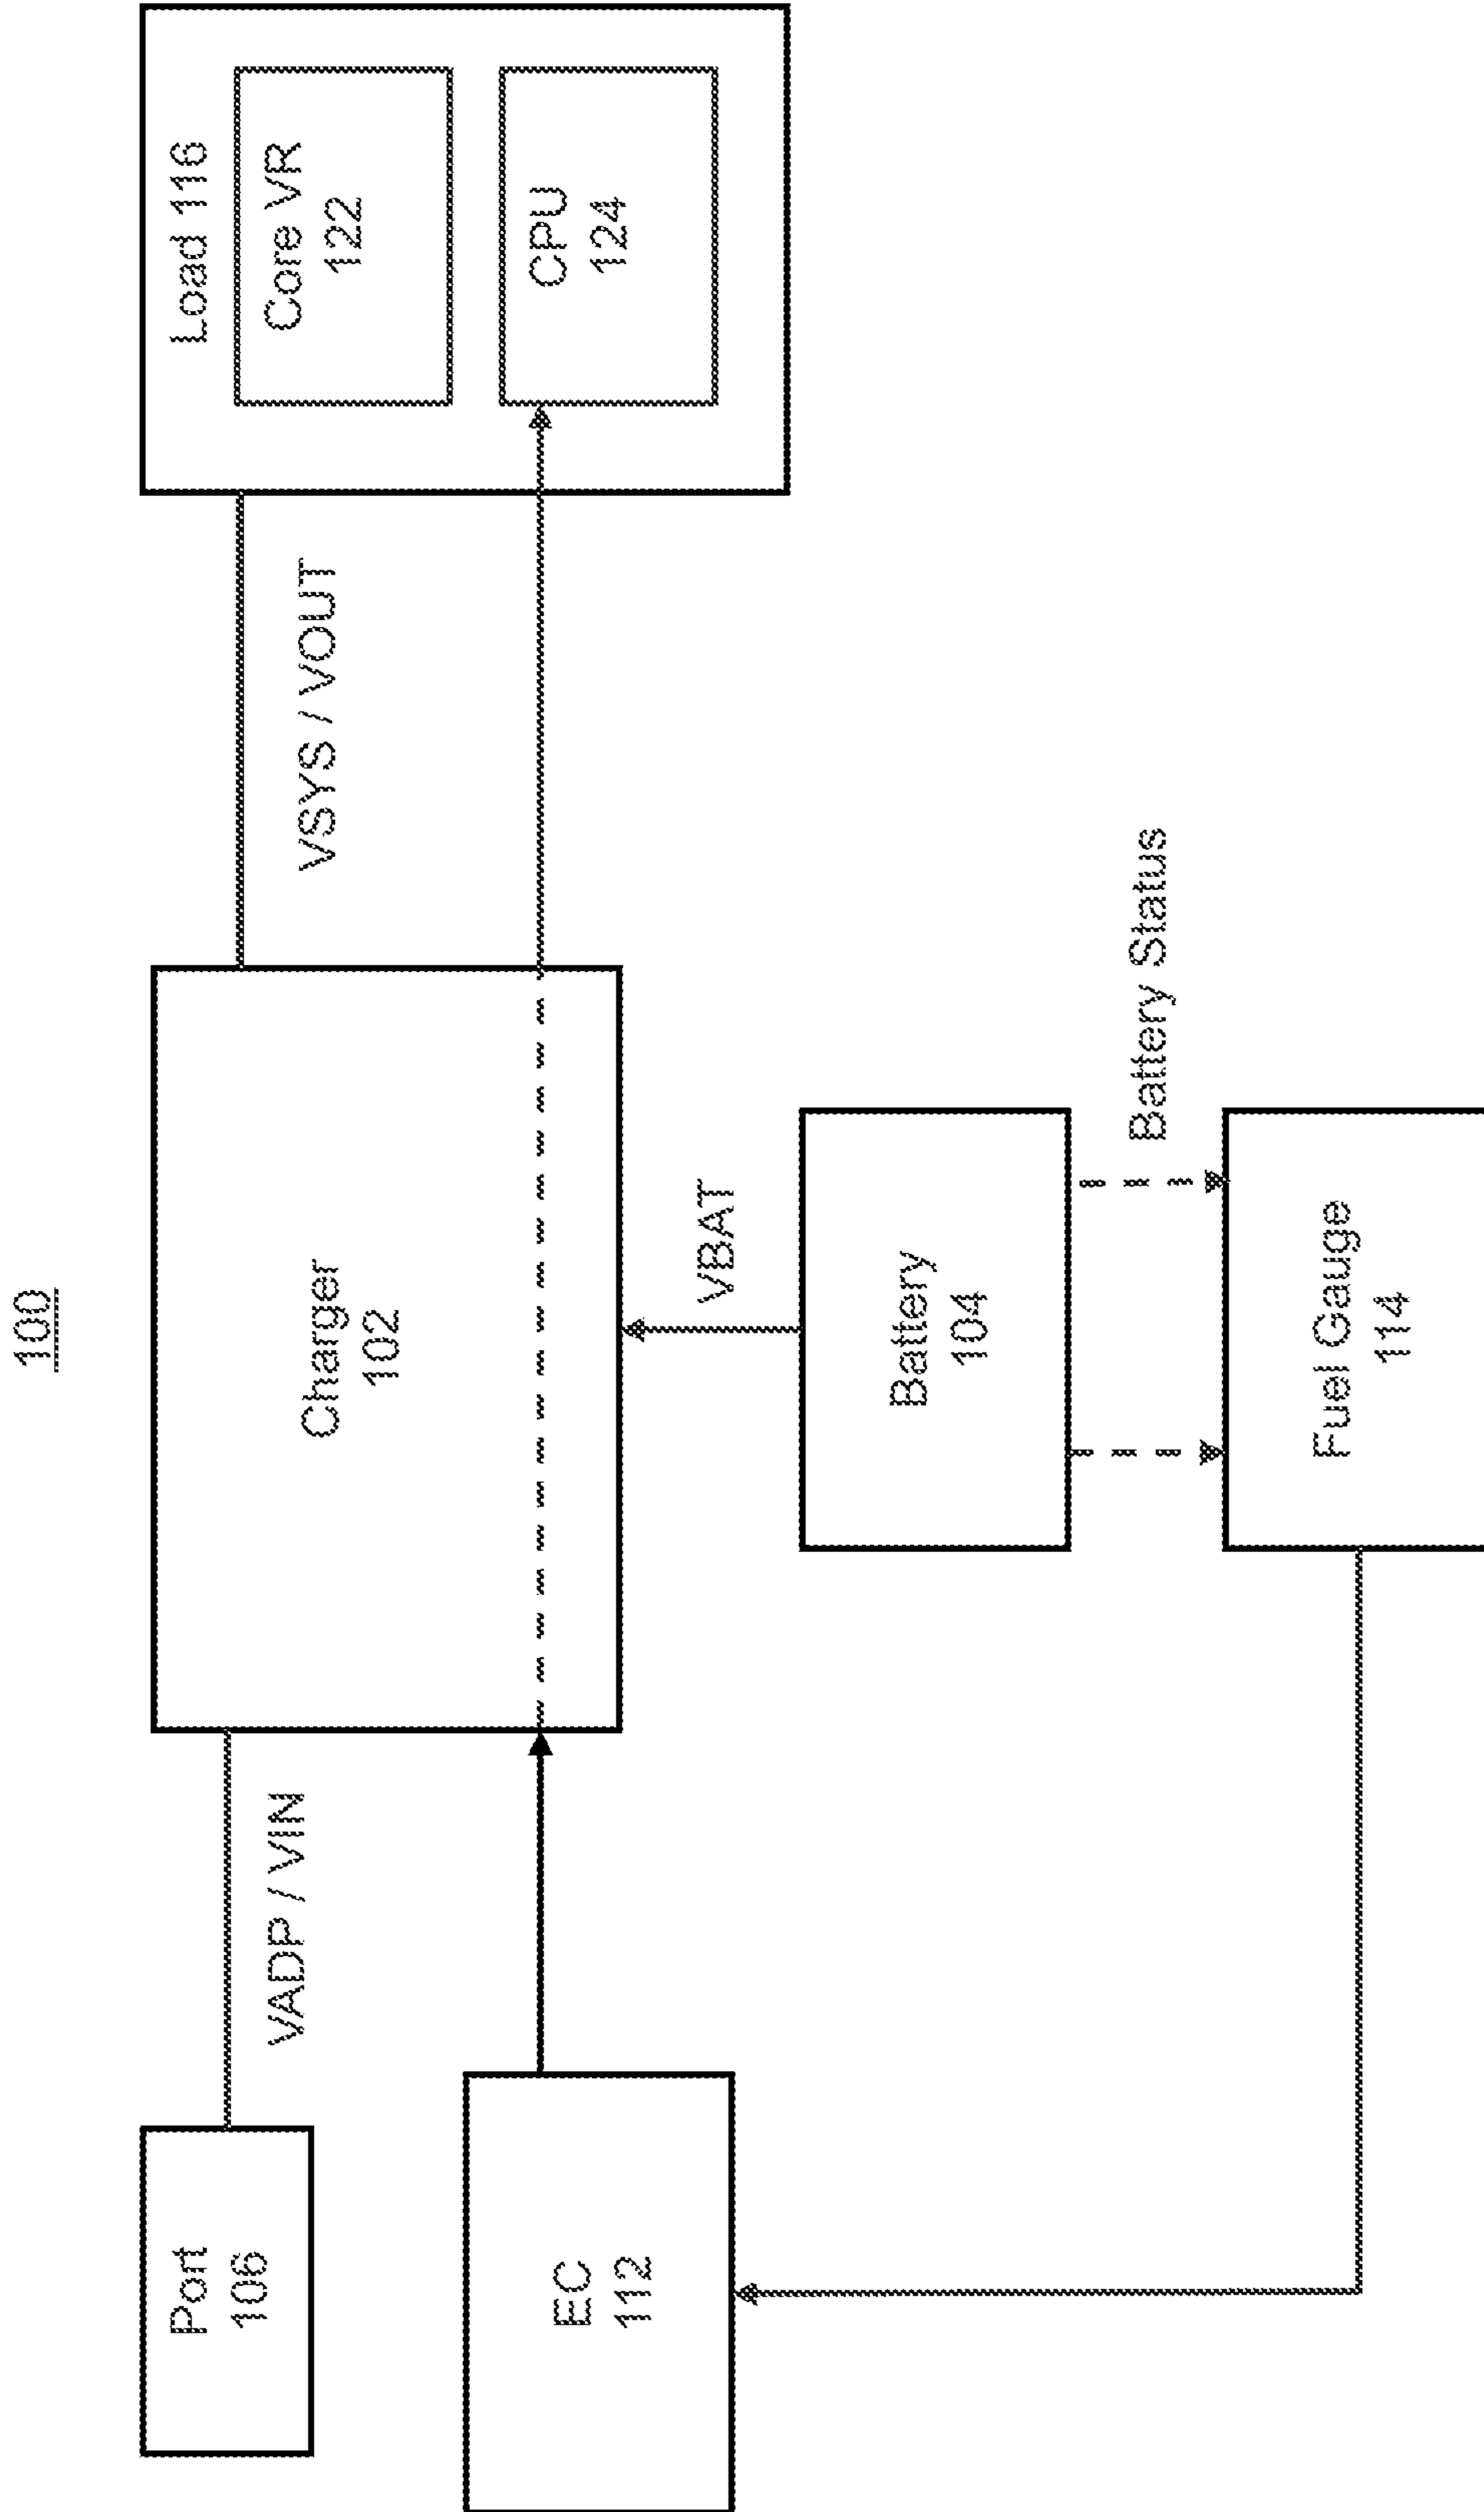 100
Port
106
VADP / VIN
Charger
102
VSYS / VOUT
Load 116
Core VR
122
CPU
124
EC
112
VBAT
Battery
104
Battery Status
Fuel Gauge
114